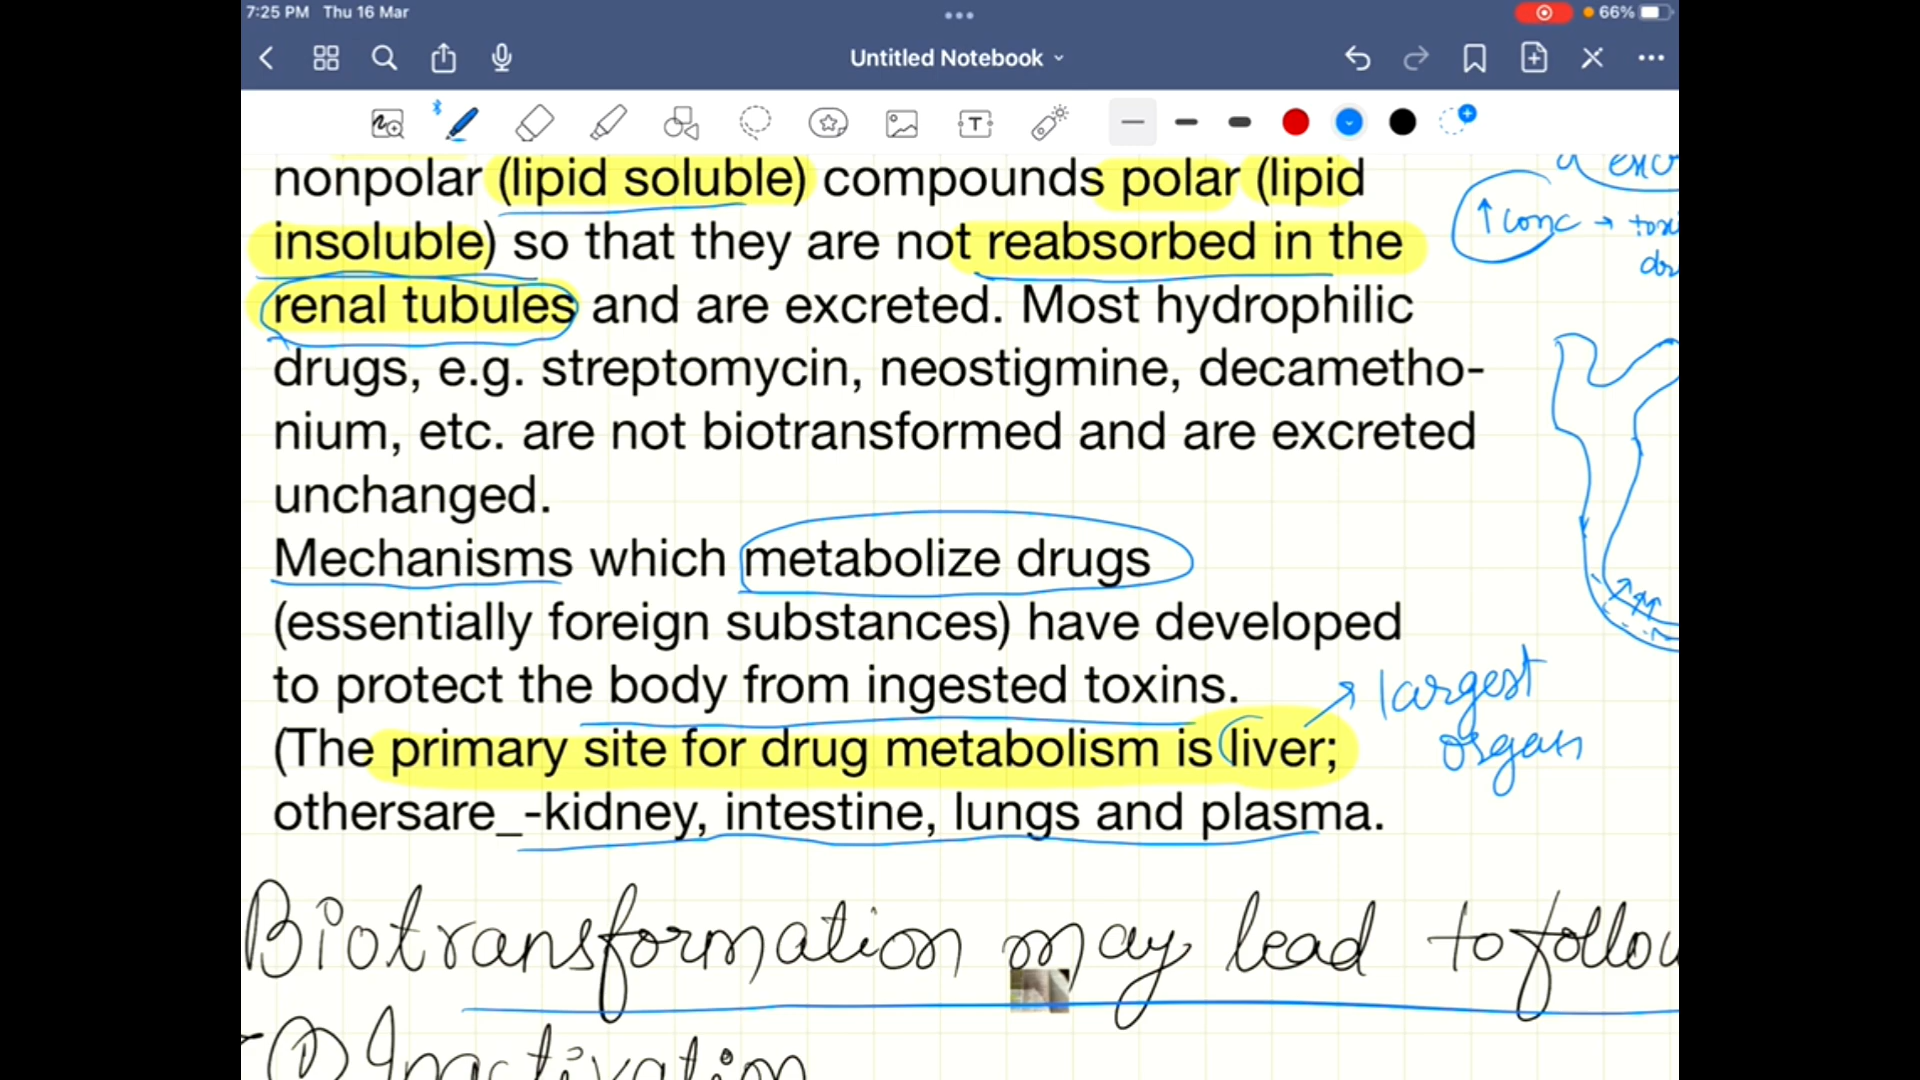 7:25 PM Thu 16 Mar
66%
Untitled Notebook
T
nonpolar (lipid soluble) compounds polar (lipid
insoluble) so that they are not reabsorbed in the
renal tubules and are excreted. Most hydrophilic
drugs, e.g. streptomycin, neostigmine, decametho-
nium, etc. are not biotransformed and are excreted
unchanged.
Mechanisms which metabolize drugs
(essentially foreign substances) have developed
to protect the body from ingested toxins.
(The primary site for drug metabolism is liver;
othersare_-kidney, intestine, lungs and plasma.
↑ conc →
→ largest
organ
Biotransformation may lead to follow
① Inactivation